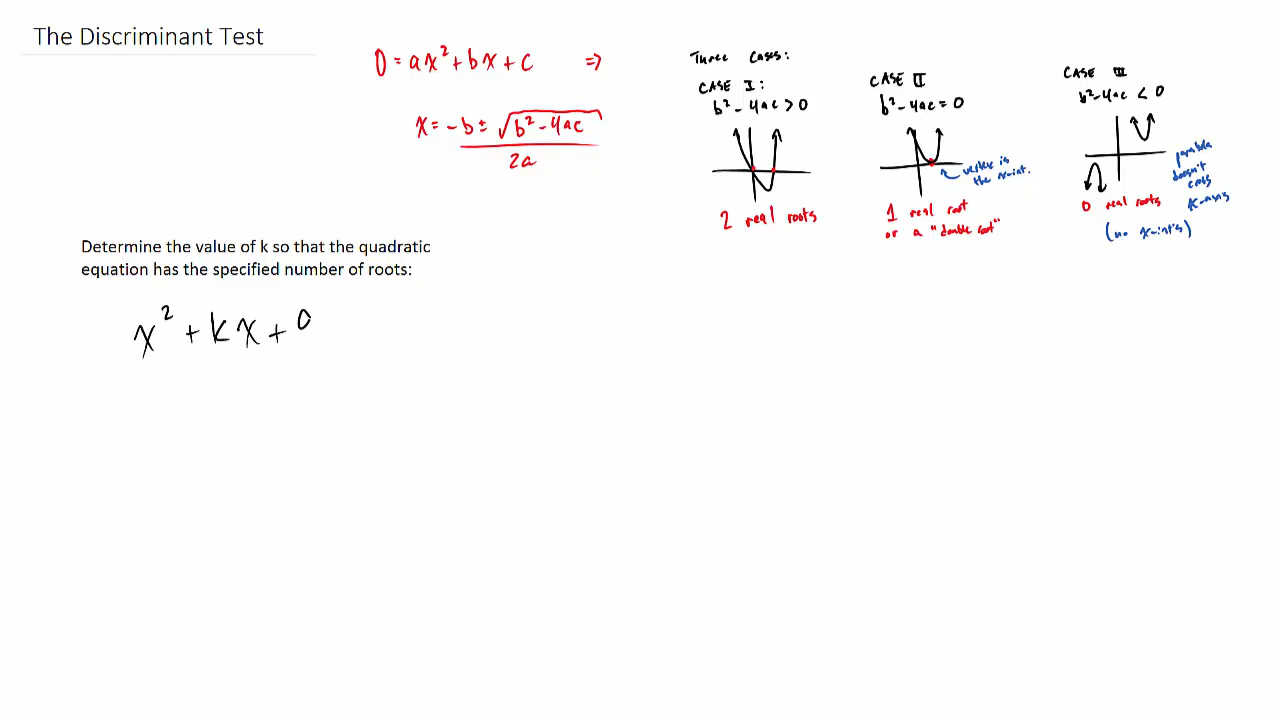 The Discriminant Test
0 = ax² + bx + c ⇒
x = -b ± √(b² - 4ac)
2a
Three Cases:
CASE I:
b² - 4ac > 0
2 real roots
CASE II
b² - 4ac = 0
vertex is
the x-int.
1 real root
or a "double root"
CASE III
b² - 4ac < 0
parabola
doesn't
cross
x-axis
0 real roots
(no x-int's)
Determine the value of k so that the quadratic
equation has the specified number of roots:
x² + kx + 0